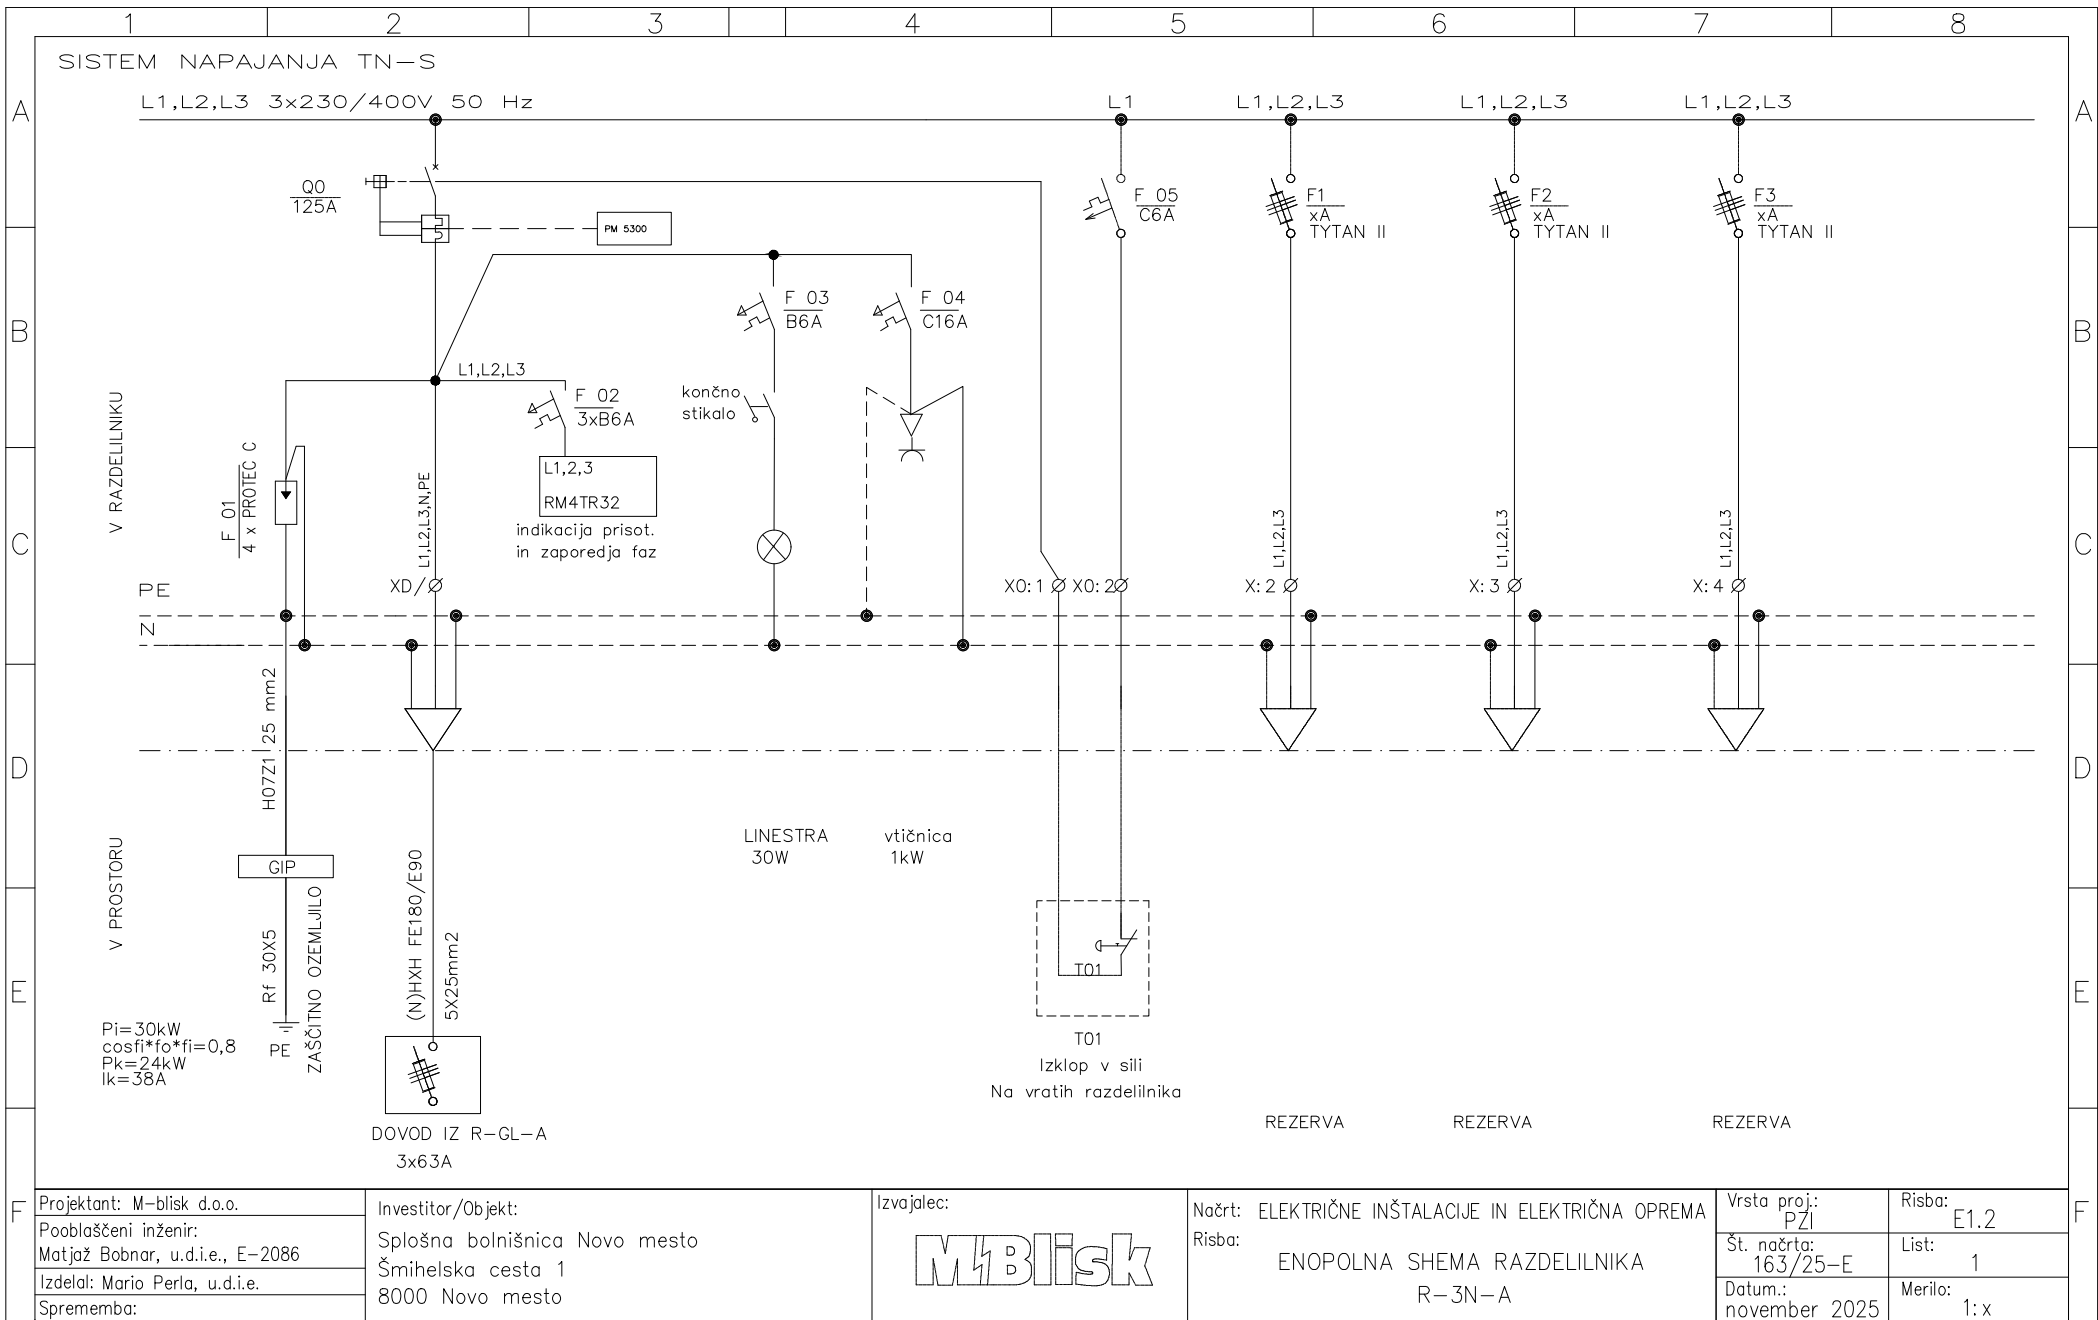 1 2 3 4 5 6 7 8
SISTEM NAPAJANJA TN-S
A
L1,L2,L3 3x230/400V 50 Hz
L1
L1,L2,L3
L1,L2,L3
L1,L2,L3
A
Q0
125A
PM 5300
F 05
C6A
F1
xA
TYTAN II
F2
xA
TYTAN II
F3
xA
TYTAN II
B
F 03
B6A
F 04
C16A
B
L1,L2,L3
F 02
3xB6A
končno
stikalo
V RAZDELILNIKU
F 01
4 x PROTEC C
L1,L2,L3,N,PE
L1,2,3
RM4TR32
indikacija prisot.
in zaporedja faz
L1,L2,L3
L1,L2,L3
L1,L2,L3
C
C
PE
XD/
X0:1
X0:2
X:2
X:3
X:4
N
H07Z1 25 mm2
D
D
LINESTRA
30W
vtičnica
1kW
V PROSTORU
GIP
Rf 30X5
ZAŠČITNO OZEMLJILO
(N)HXH FE180/E90
5X25mm2
T01
E
E
Pi=30kW
cosfi*fo*fi=0,8
Pk=24kW
Ik=38A
PE
T01
Izklop v sili
Na vratih razdelilnika
REZERVA
REZERVA
REZERVA
DOVOD IZ R-GL-A
3x63A
F
F
Projektant: M-blisk d.o.o.
Pooblaščeni inženir:
Matjaž Bobnar, u.d.i.e., E-2086
Izdelal: Mario Perla, u.d.i.e.
Sprememba:
Investitor/Objekt:
Splošna bolnišnica Novo mesto
Šmihelska cesta 1
8000 Novo mesto
Izvajalec:
M-Blisk
Načrt: ELEKTRIČNE INŠTALACIJE IN ELEKTRIČNA OPREMA
Risba:
ENOPOLNA SHEMA RAZDELILNIKA
R-3N-A
Vrsta proj.:
PZI
Št. načrta:
163/25-E
Datum.:
november 2025
Risba:
E1.2
List:
1
Merilo:
1:x